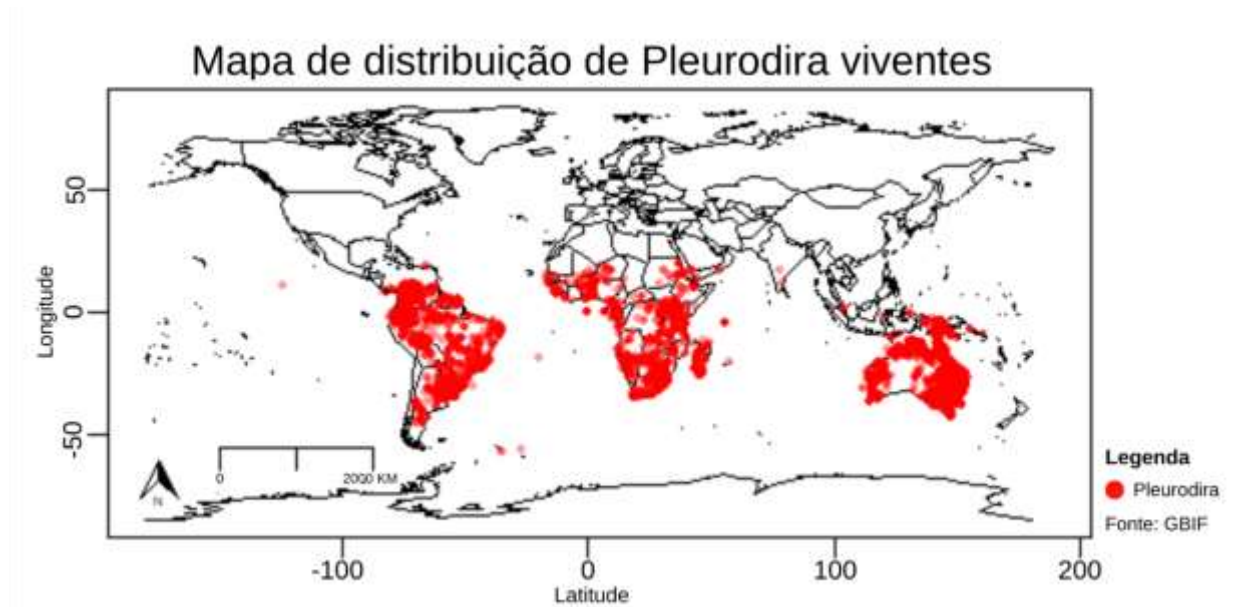 Mapa de distribuição de Pleurodira viventes
50
0
-50
Longitude
0
2000 KM
N
-100
0
100
200
Latitude
Legenda
Pleurodira
Fonte: GBIF